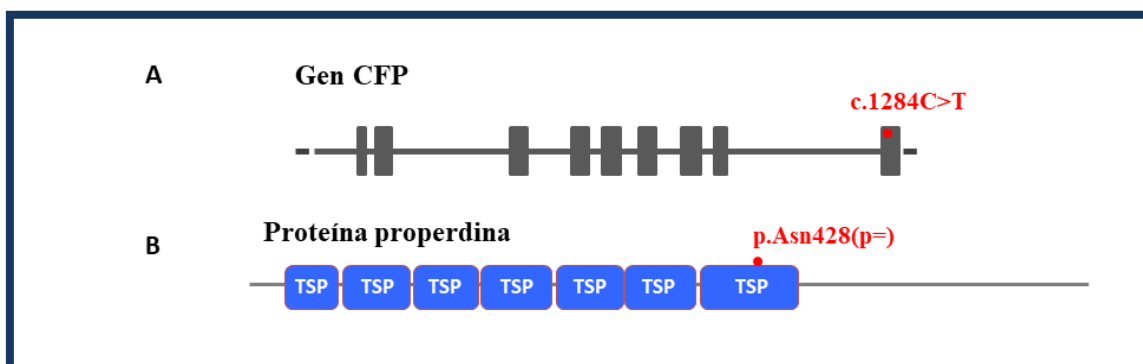 A
Gen CFP
c.1284C>T
B
Proteína properdina
p.Asn428(p=)
TSP TSP TSP TSP TSP TSP TSP